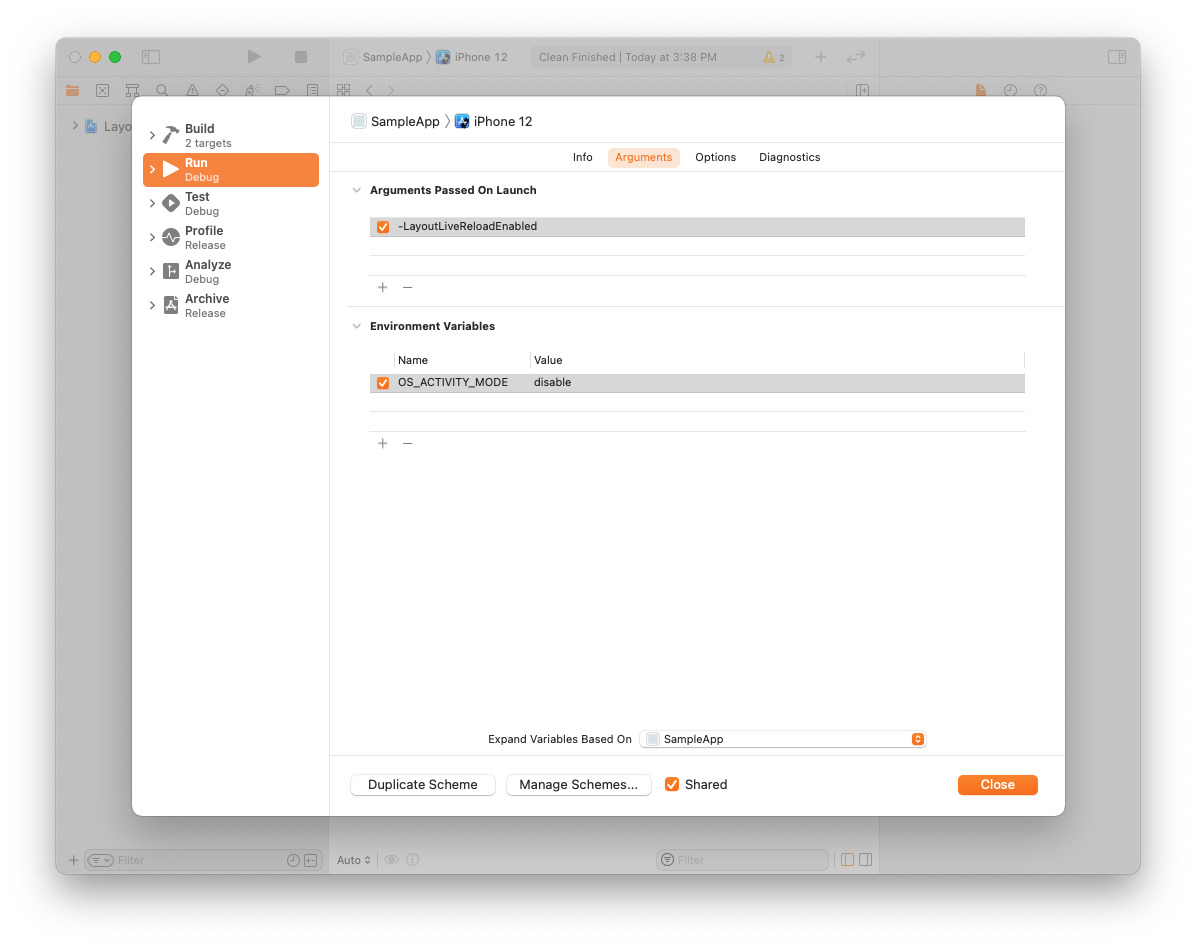 SampleApp iPhone 12
Clean Finished | Today at 3:38 PM
2
Layo
Build
2 targets
Run
Debug
Test
Debug
Profile
Release
Analyze
Debug
Archive
Release
SampleApp iPhone 12
Info Arguments Options Diagnostics
Arguments Passed On Launch
-LayoutLiveReloadEnabled
Environment Variables
Name Value
OS_ACTIVITY_MODE disable
Expand Variables Based On SampleApp
Duplicate Scheme Manage Schemes... Shared Close
Filter Auto Filter